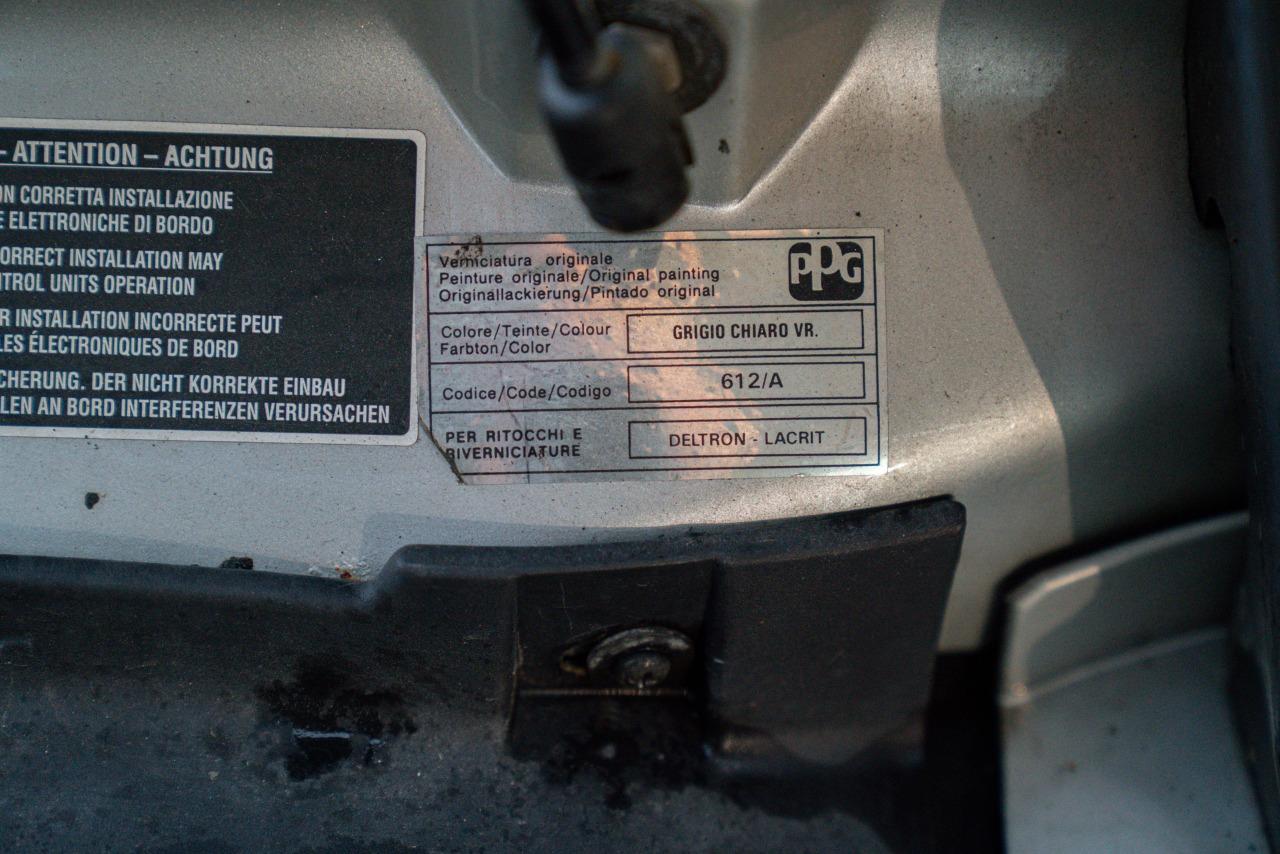 - ATTENTION – ACHTUNG
ON CORRETTA INSTALLAZIONE
E ELETTRONICHE DI BORDO
ORRECT INSTALLATION MAY
TROL UNITS OPERATION
R INSTALLATION INCORRECTE PEUT
LES ÉLECTRONIQUES DE BORD
CHERUNG. DER NICHT KORREKTE EINBAU
LEN AN BORD INTERFERENZEN VERURSACHEN
Verniciatura originale
Peinture originale/Original painting
Originallackierung/Pintado original
PPG
Colore/Teinte/Colour
Farbton/Color
GRIGIO CHIARO VR.
Codice/Code/Codigo
612/A
PER RITOCCHI E
RIVERNICIATURE
DELTRON - LACRIT